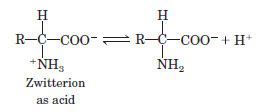 H H
R–C–COO⁻ ⇌ R–C–COO⁻ + H⁺
⁺NH₃ NH₂
Zwitterion
as acid